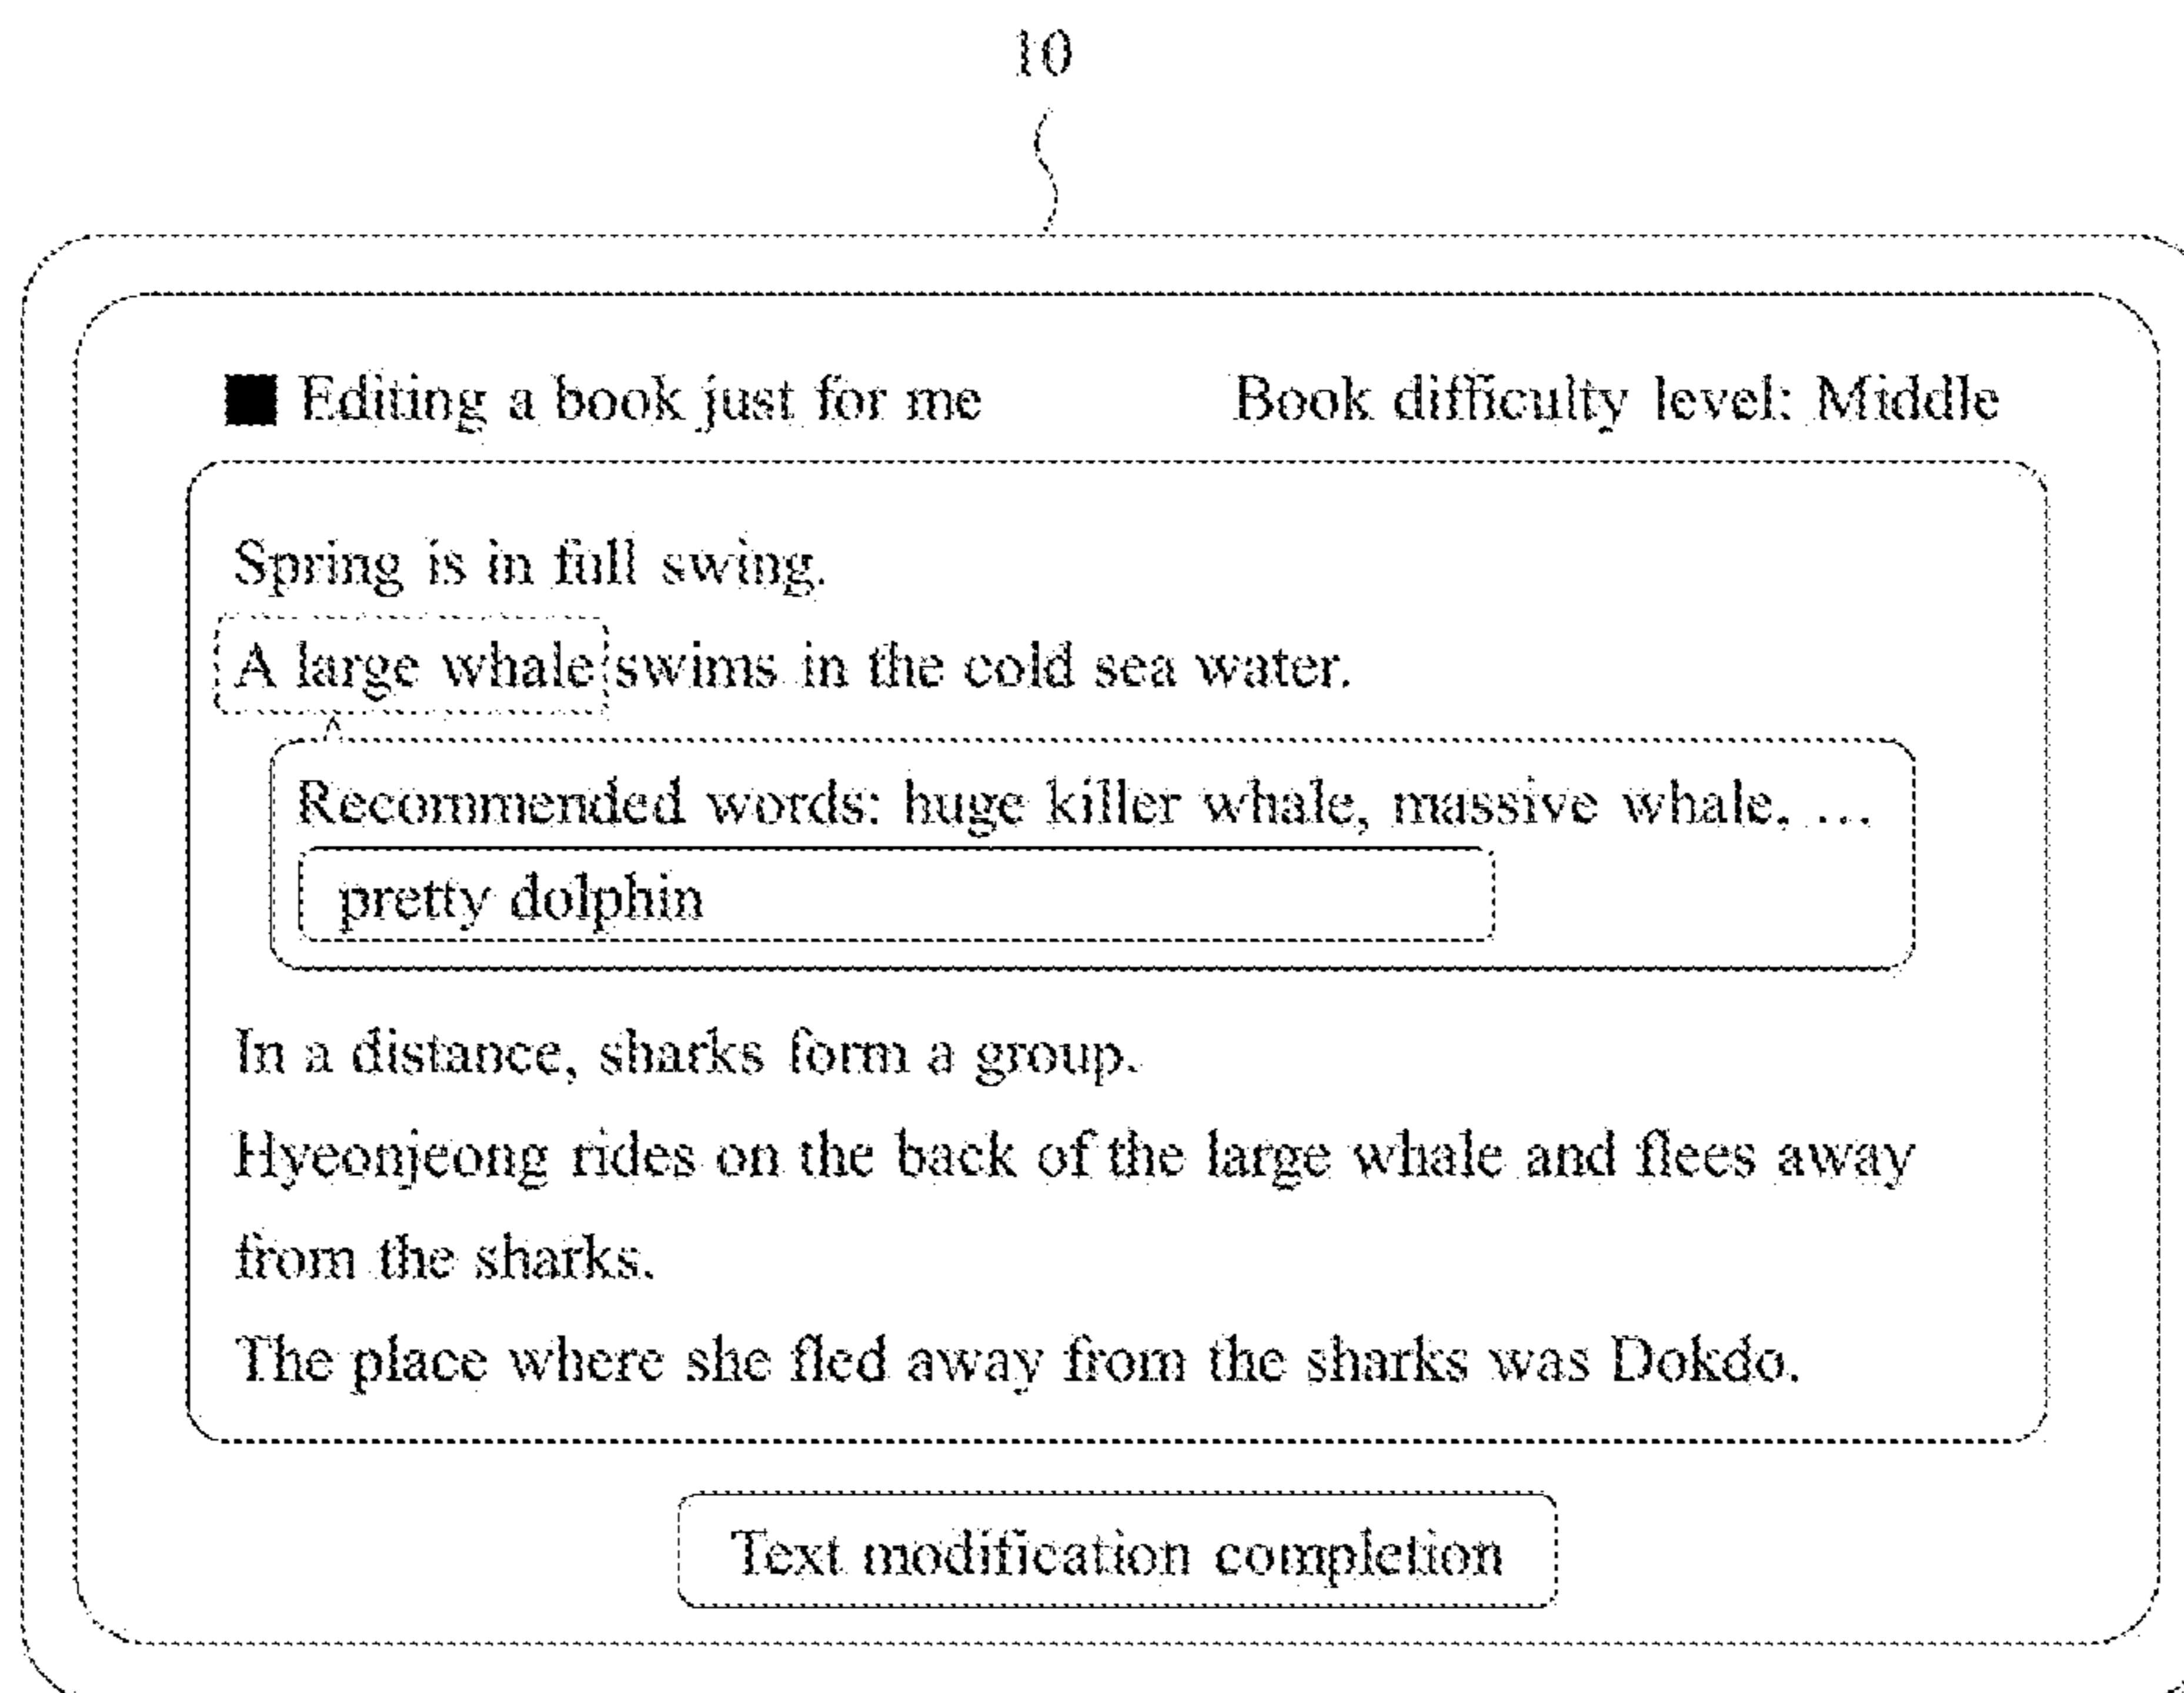 10
■ Editing a book just for me Book difficulty level: Middle
Spring is in full swing.
A large whale swims in the cold sea water.
Recommended words: huge killer whale, massive whale, ...
pretty dolphin
In a distance, sharks form a group.
Hyeonjeong rides on the back of the large whale and flees away
from the sharks.
The place where she fled away from the sharks was Dokdo.
Text modification completion